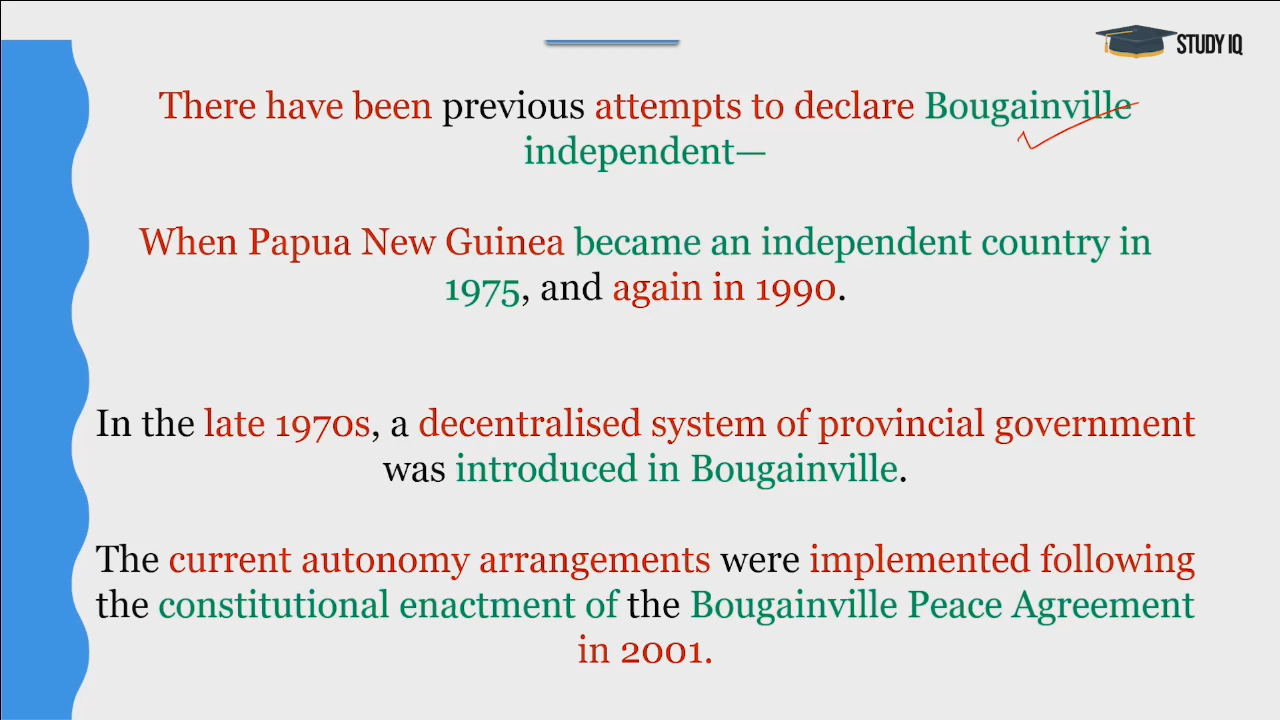 STUDY IQ
There have been previous attempts to declare Bougainville
independent—
When Papua New Guinea became an independent country in
1975, and again in 1990.
In the late 1970s, a decentralised system of provincial government
was introduced in Bougainville.
The current autonomy arrangements were implemented following
the constitutional enactment of the Bougainville Peace Agreement
in 2001.